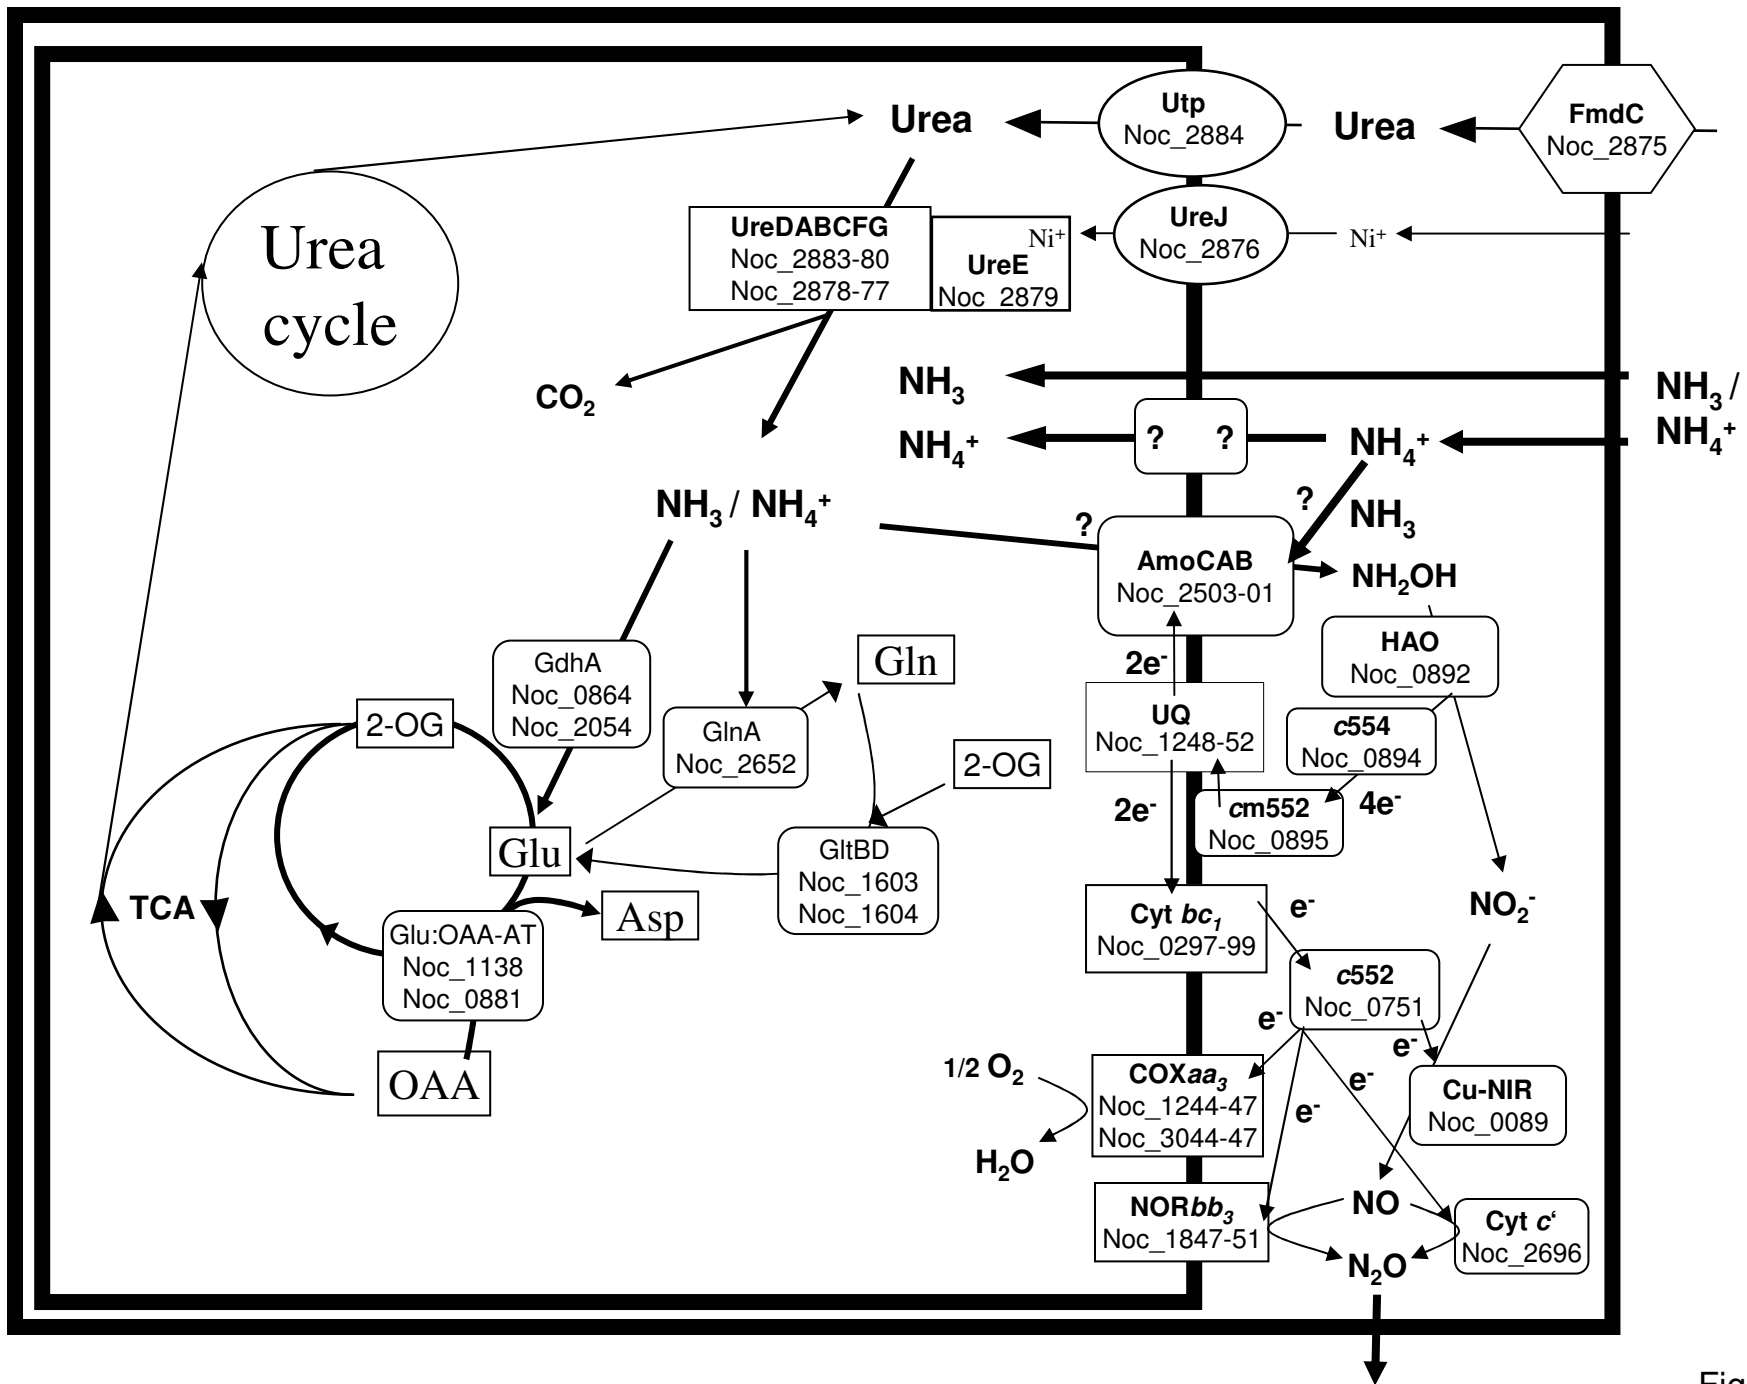 Utp
Noc_2884
FmdC
Noc_2875
Urea
Urea
Urea
cycle
UreDABCFG
Noc_2883-80
Noc_2878-77
Ni⁺
UreE
Noc_2879
UreJ
Noc_2876
Ni⁺
CO₂
NH₃
NH₄⁺
? ?
NH₄⁺
NH₃ /
NH₄⁺
NH₃ / NH₄⁺
?
?
NH₃
AmoCAB
Noc_2503-01
NH₂OH
HAO
Noc_0892
2e⁻
UQ
Noc_1248-52
c554
Noc_0894
4e⁻
cm552
Noc_0895
2e⁻
GdhA
Noc_0864
Noc_2054
Gln
GlnA
Noc_2652
2-OG
2-OG
Glu
GltBD
Noc_1603
Noc_1604
TCA
Asp
Glu:OAA-AT
Noc_1138
Noc_0881
OAA
NO₂⁻
Cyt bc₁
Noc_0297-99
e⁻
c552
Noc_0751
e⁻
e⁻
e⁻
e⁻
1/2 O₂
H₂O
COXaa₃
Noc_1244-47
Noc_3044-47
Cu-NIR
Noc_0089
NORbb₃
Noc_1847-51
NO
N₂O
Cyt c‘
Noc_2696